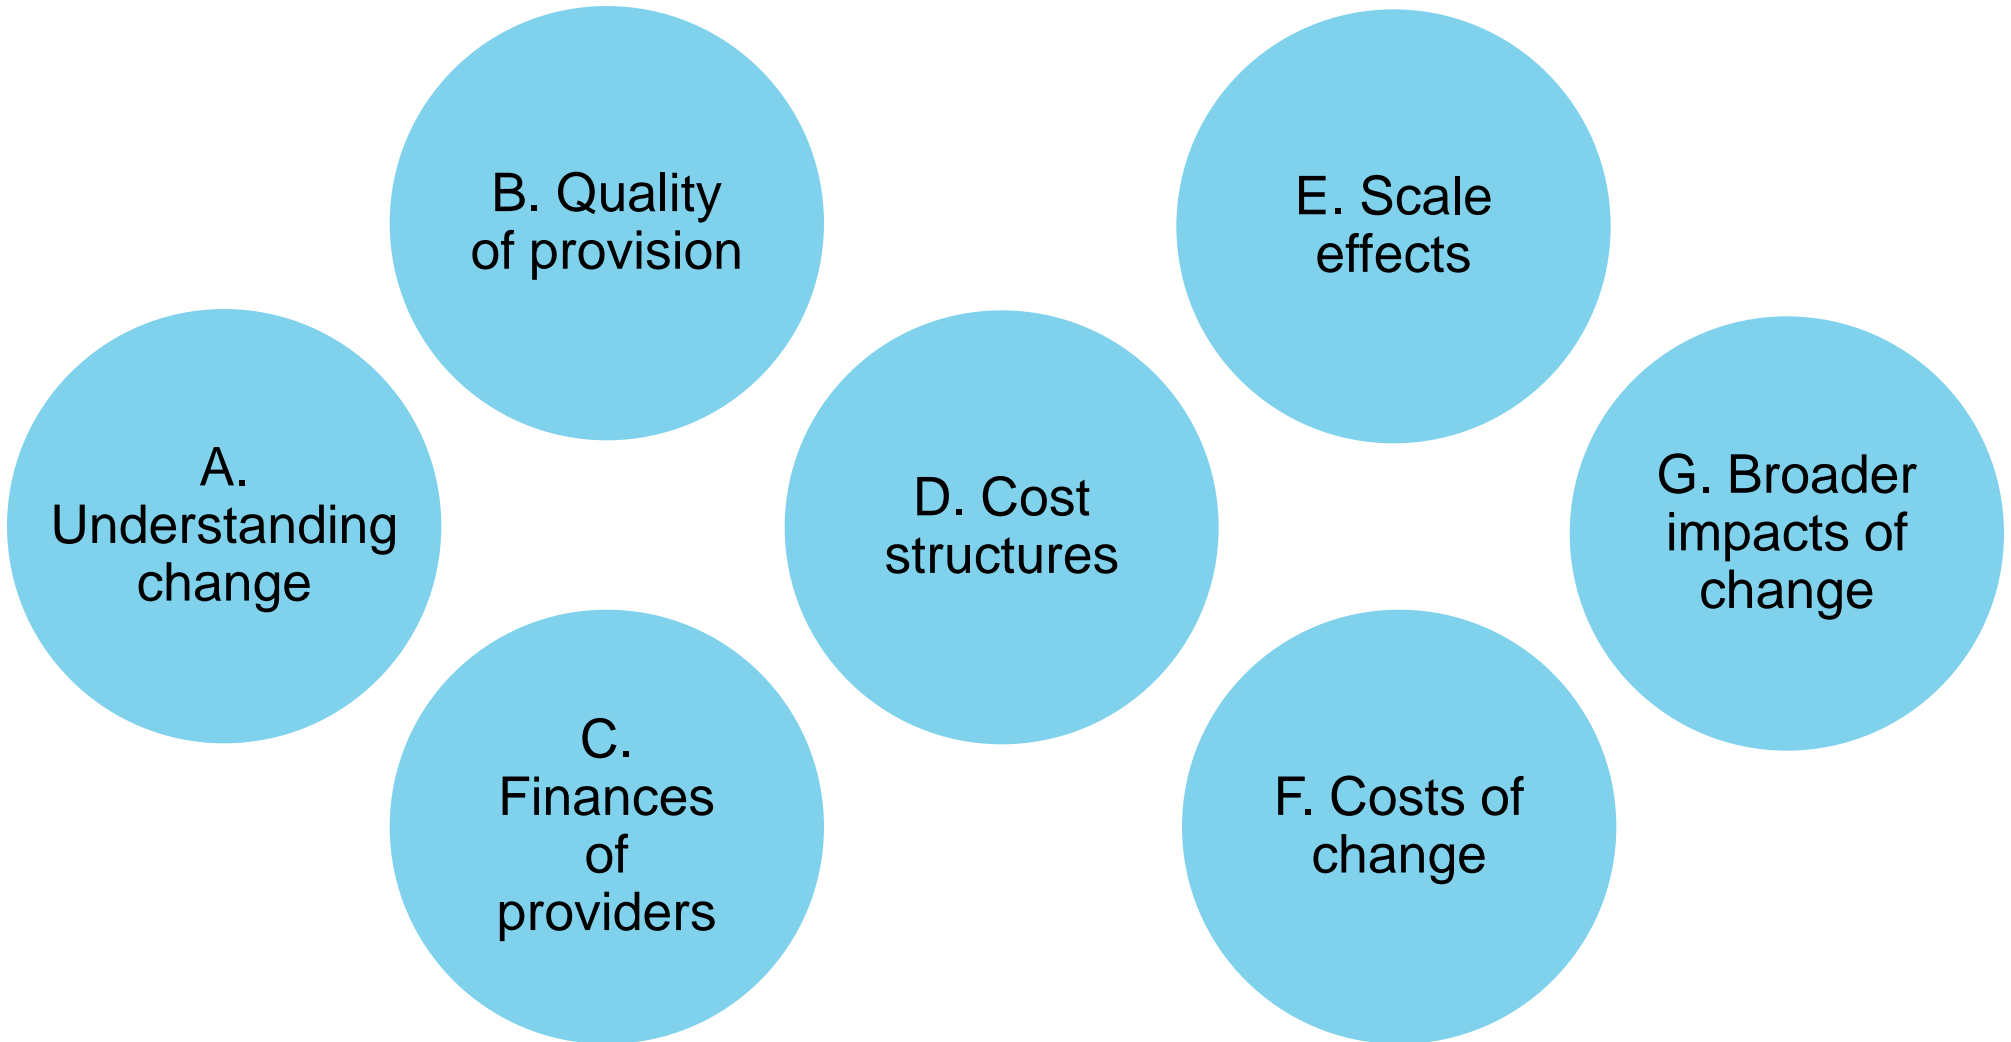 A.
Understanding
change
B. Quality
of provision
C.
Finances
of
providers
D. Cost
structures
E. Scale
effects
F. Costs of
change
G. Broader
impacts of
change